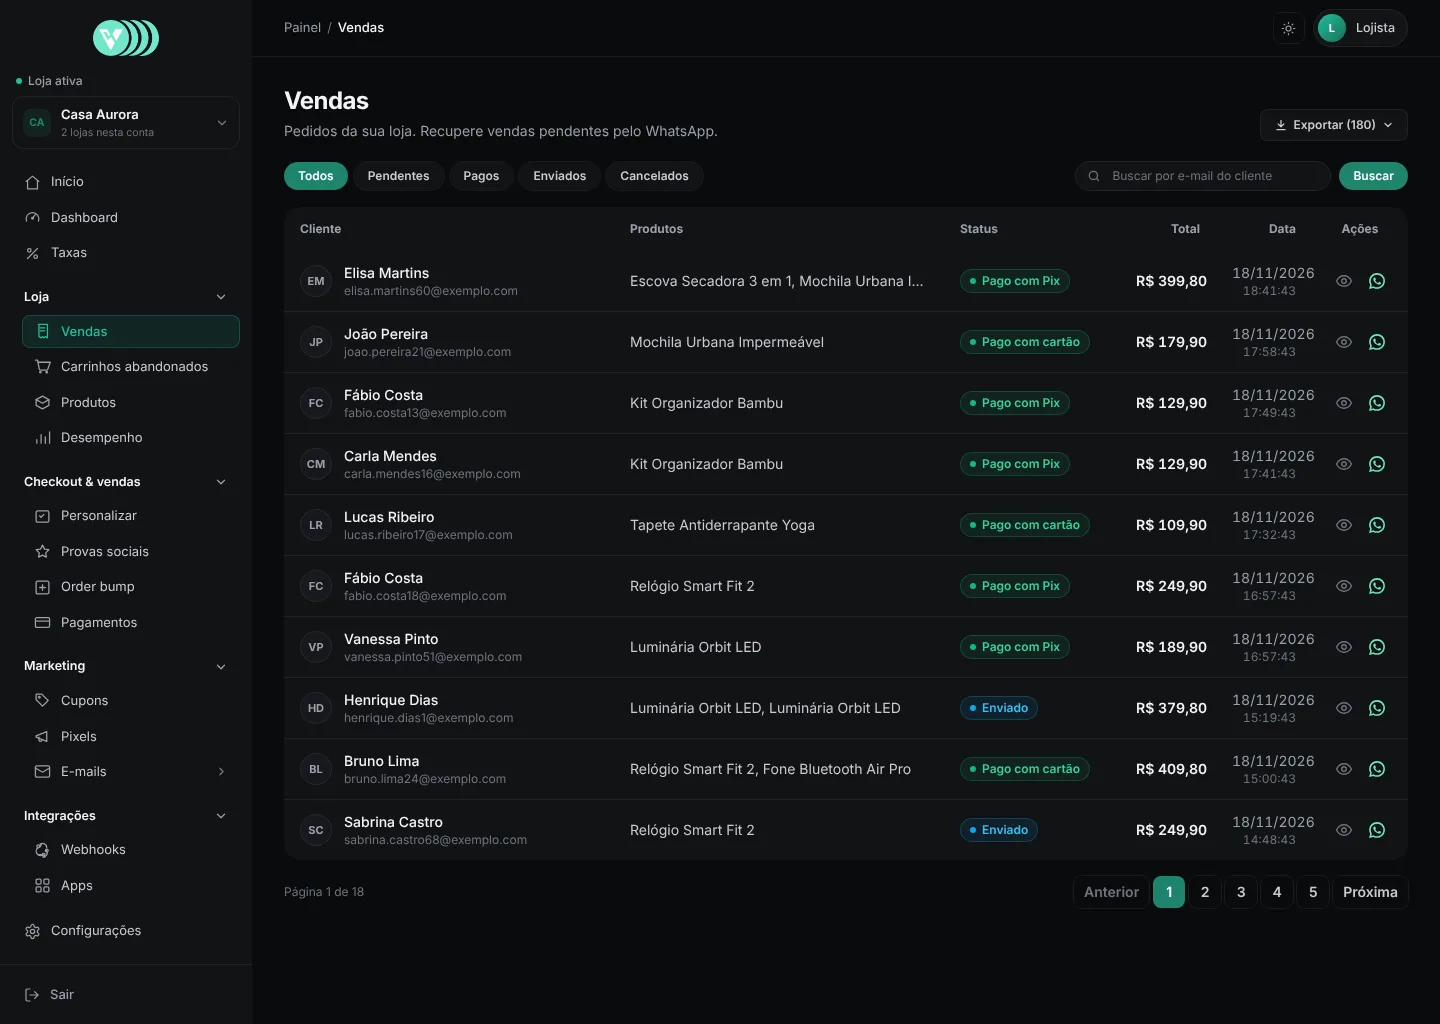 Painel / Vendas
L Lojista
Loja ativa
CA Casa Aurora
2 lojas nesta conta
Início
Dashboard
Taxas
Loja
Vendas
Carrinhos abandonados
Produtos
Desempenho
Checkout & vendas
Personalizar
Provas sociais
Order bump
Pagamentos
Marketing
Cupons
Pixels
E-mails
Integrações
Webhooks
Apps
Configurações
Sair
Vendas
Pedidos da sua loja. Recupere vendas pendentes pelo WhatsApp.
Exportar (180)
Todos Pendentes Pagos Enviados Cancelados
Buscar por e-mail do cliente Buscar
Cliente Produtos Status Total Data Ações
EM Elisa Martins Escova Secadora 3 em 1, Mochila Urbana I... Pago com Pix R$ 399,80 18/11/2026
elisa.martins60@exemplo.com 18:41:43
JP João Pereira Mochila Urbana Impermeável Pago com cartão R$ 179,90 18/11/2026
joao.pereira21@exemplo.com 17:58:43
FC Fábio Costa Kit Organizador Bambu Pago com Pix R$ 129,90 18/11/2026
fabio.costa13@exemplo.com 17:49:43
CM Carla Mendes Kit Organizador Bambu Pago com Pix R$ 129,90 18/11/2026
carla.mendes16@exemplo.com 17:41:43
LR Lucas Ribeiro Tapete Antiderrapante Yoga Pago com cartão R$ 109,90 18/11/2026
lucas.ribeiro17@exemplo.com 17:32:43
FC Fábio Costa Relógio Smart Fit 2 Pago com Pix R$ 249,90 18/11/2026
fabio.costa18@exemplo.com 16:57:43
VP Vanessa Pinto Luminária Orbit LED Pago com Pix R$ 189,90 18/11/2026
vanessa.pinto51@exemplo.com 16:57:43
HD Henrique Dias Luminária Orbit LED, Luminária Orbit LED Enviado R$ 379,80 18/11/2026
henrique.dias1@exemplo.com 15:19:43
BL Bruno Lima Relógio Smart Fit 2, Fone Bluetooth Air Pro Pago com cartão R$ 409,80 18/11/2026
bruno.lima24@exemplo.com 15:00:43
SC Sabrina Castro Relógio Smart Fit 2 Enviado R$ 249,90 18/11/2026
sabrina.castro68@exemplo.com 14:48:43
Página 1 de 18
Anterior 1 2 3 4 5 Próxima